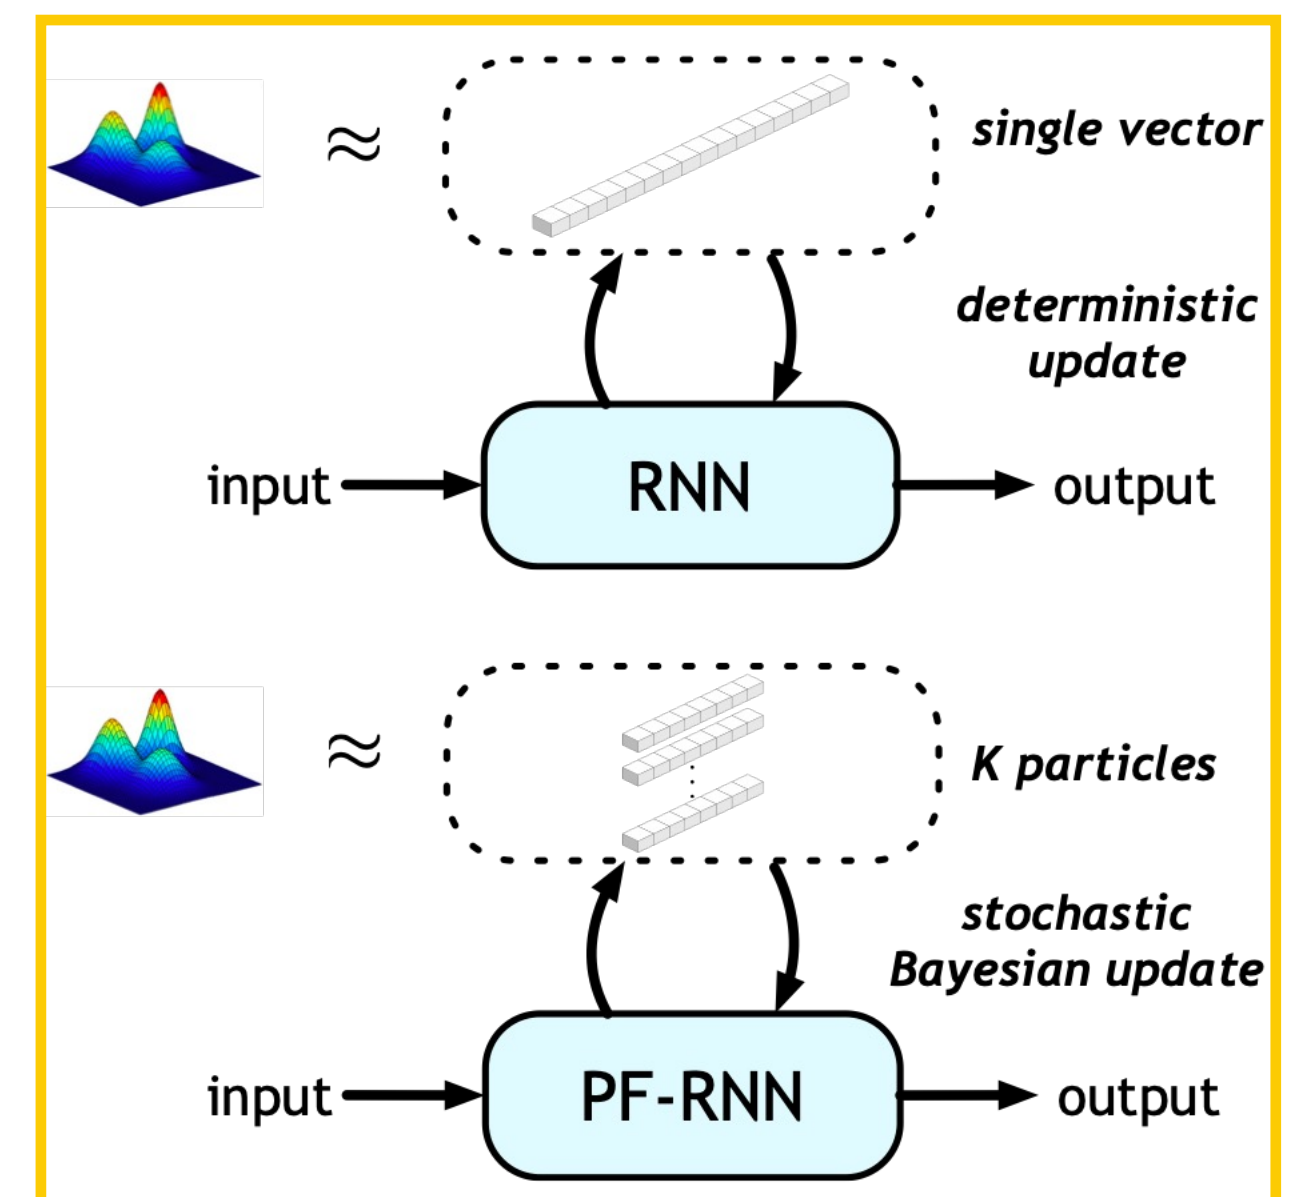 ≈
single vector
deterministic
update
input
RNN
output
≈
K particles
stochastic
Bayesian update
input
PF-RNN
output